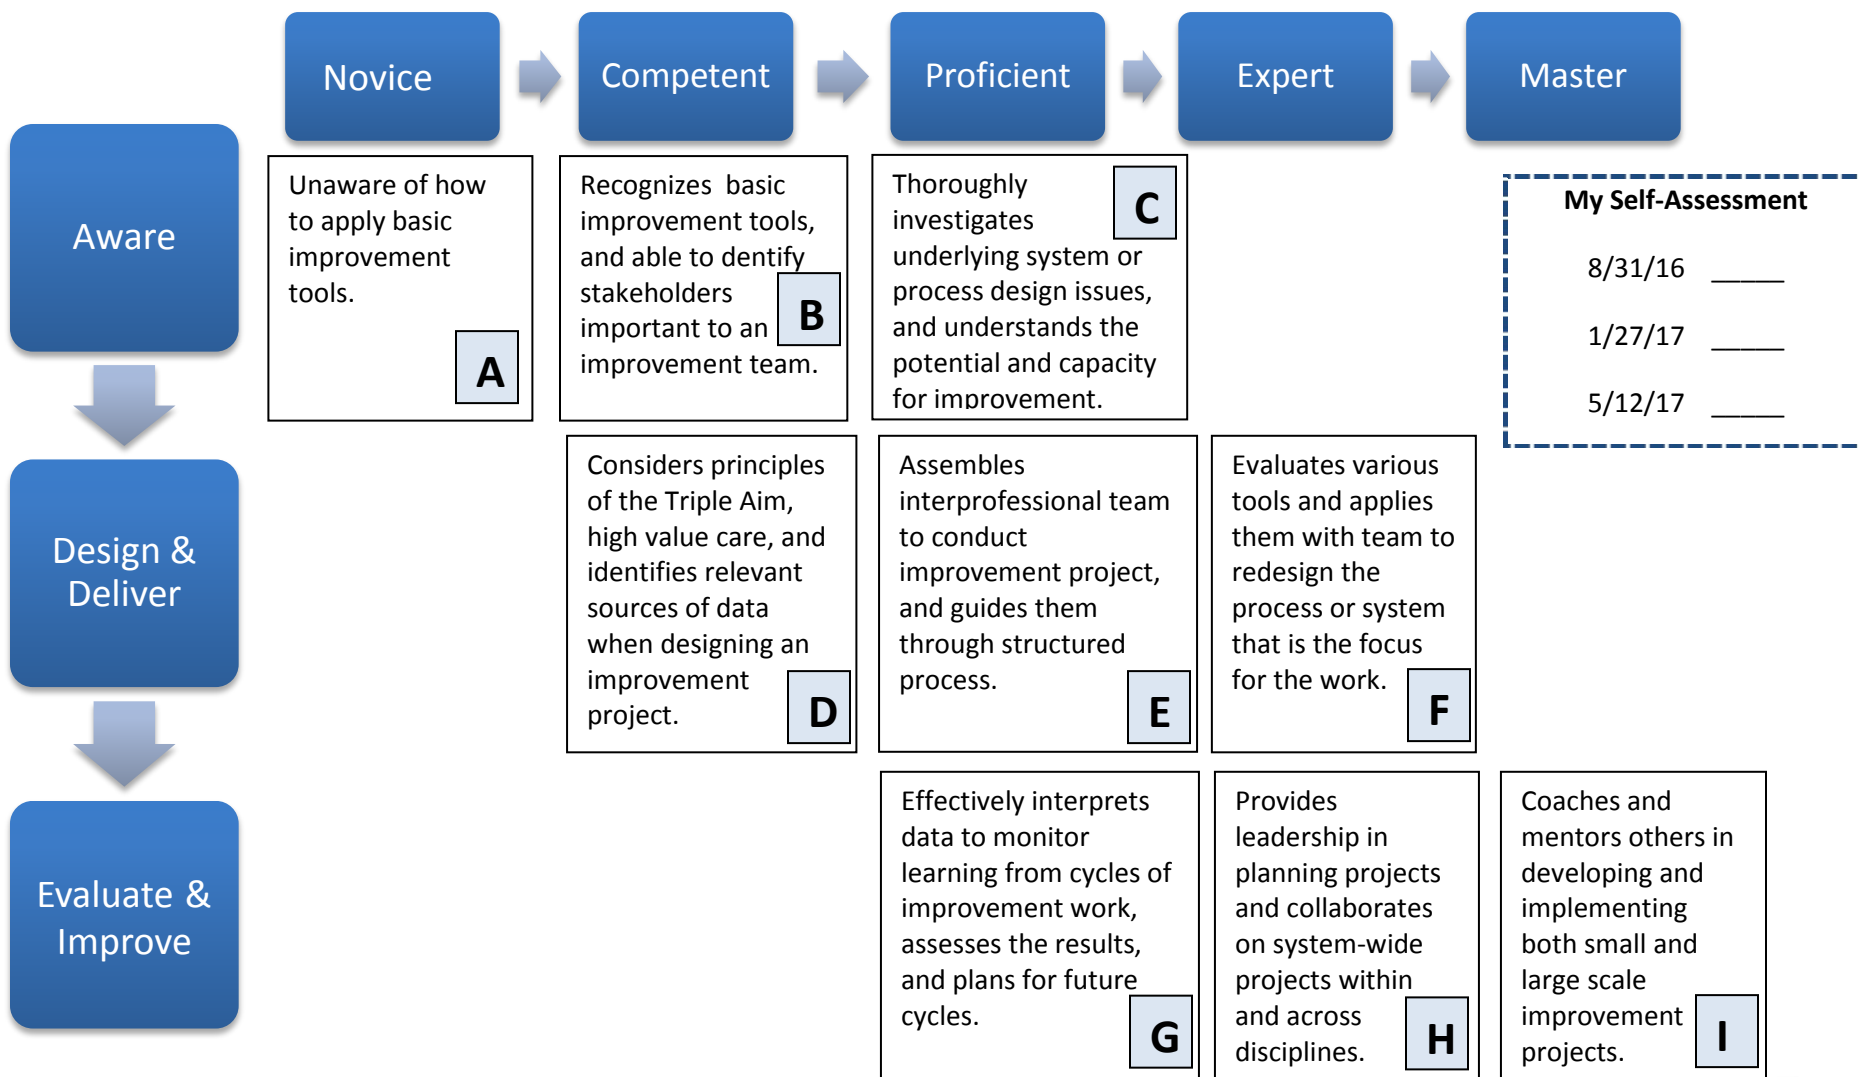 Novice
Competent
Proficient
Expert
Master
Aware
Unaware of how
to apply basic
improvement
tools.
A
Recognizes basic
improvement tools,
and able to dentify
stakeholders
important to an
improvement team.
B
Thoroughly
investigates
underlying system or
process design issues,
and understands the
potential and capacity
for improvement.
C
My Self-Assessment
8/31/16 _____
1/27/17 _____
5/12/17 _____
Design &
Deliver
Considers principles
of the Triple Aim,
high value care, and
identifies relevant
sources of data
when designing an
improvement
project.
D
Assembles
interprofessional team
to conduct
improvement project,
and guides them
through structured
process.
E
Evaluates various
tools and applies
them with team to
redesign the
process or system
that is the focus
for the work.
F
Evaluate &
Improve
Effectively interprets
data to monitor
learning from cycles of
improvement work,
assesses the results,
and plans for future
cycles.
G
Provides
leadership in
planning projects
and collaborates
on system-wide
projects within
and across
disciplines.
H
Coaches and
mentors others in
developing and
implementing
both small and
large scale
improvement
projects.
I